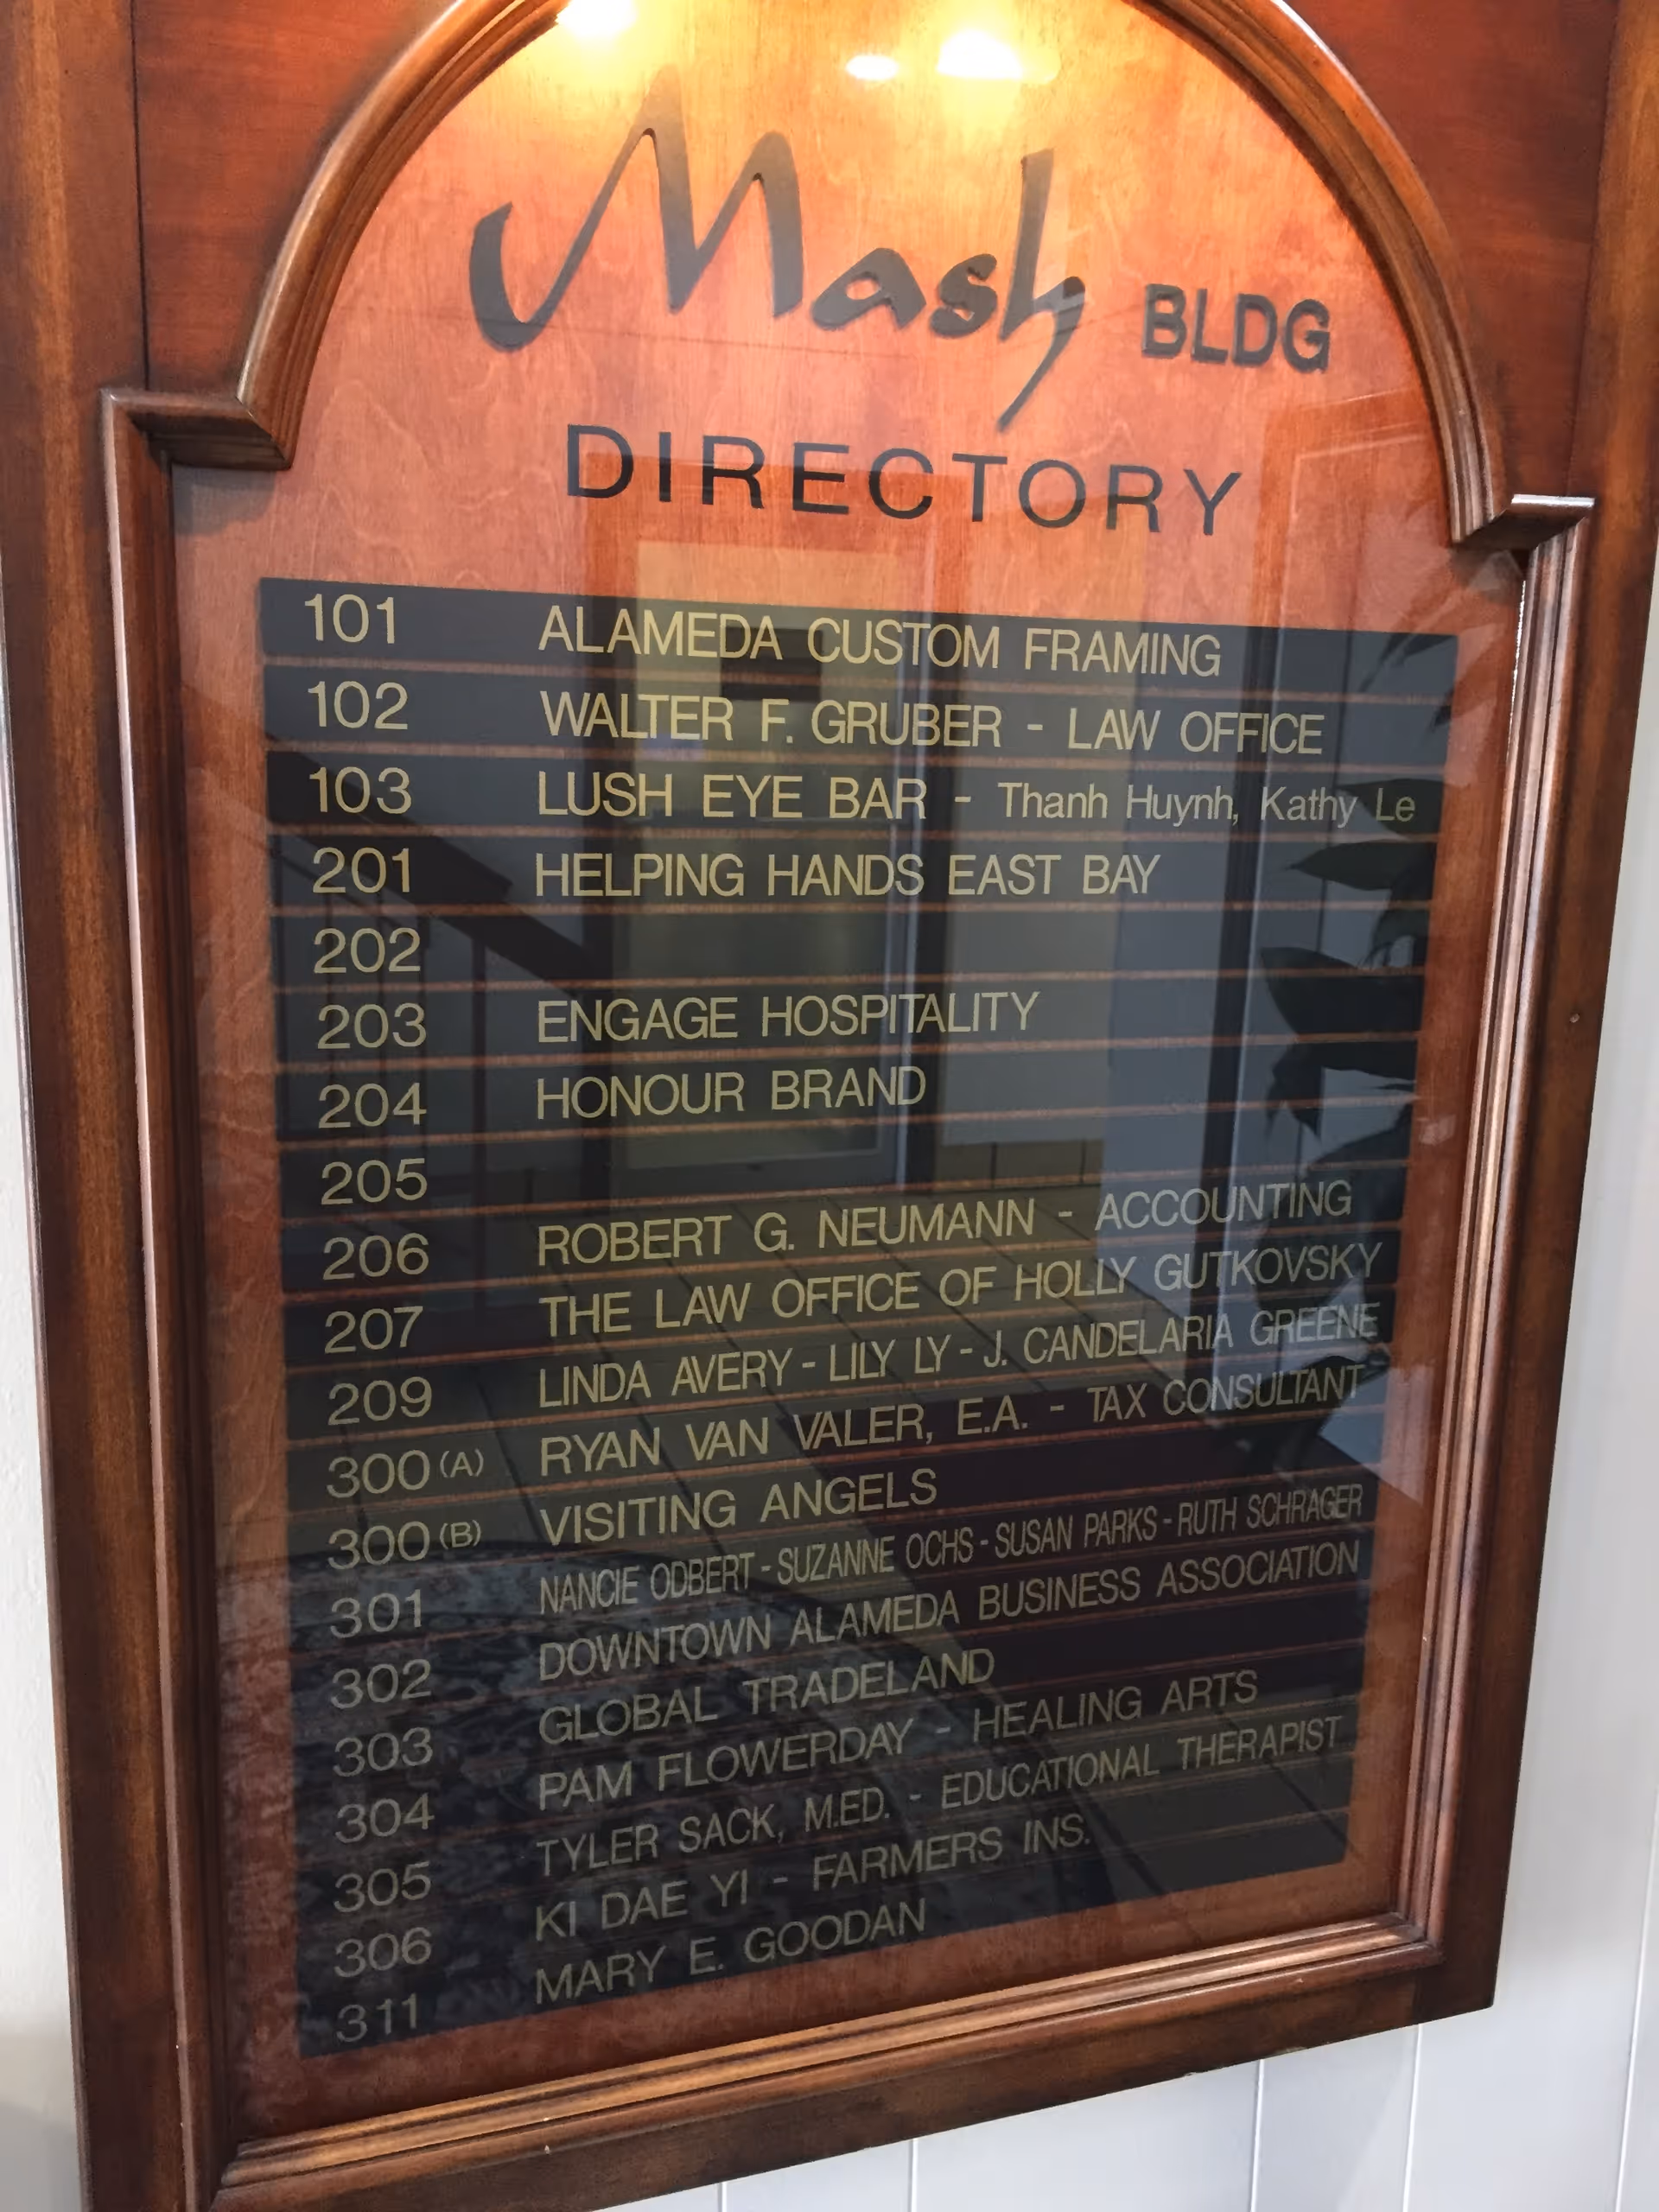 Mash BLDG
DIRECTORY
101 ALAMEDA CUSTOM FRAMING
102 WALTER F. GRUBER - LAW OFFICE
103 LUSH EYE BAR - Thanh Huynh, Kathy Le
201 HELPING HANDS EAST BAY
202
203 ENGAGE HOSPITALITY
204 HONOUR BRAND
205
206 ROBERT G. NEUMANN - ACCOUNTING
207 THE LAW OFFICE OF HOLLY GUTKOVSKY
209 LINDA AVERY - LILY LY - J. CANDELARIA GREENE
300 (A) RYAN VAN VALER, E.A. - TAX CONSULTANT
300 (B) VISITING ANGELS
301 NANCIE ODBERT - SUZANNE OCHS - SUSAN PARKS - RUTH SCHRAGER
302 DOWNTOWN ALAMEDA BUSINESS ASSOCIATION
303 GLOBAL TRADELAND
304 PAM FLOWERDAY - HEALING ARTS
305 TYLER SACK, M.ED. - EDUCATIONAL THERAPIST
306 KI DAE YI - FARMERS INS.
311 MARY E. GOODAN